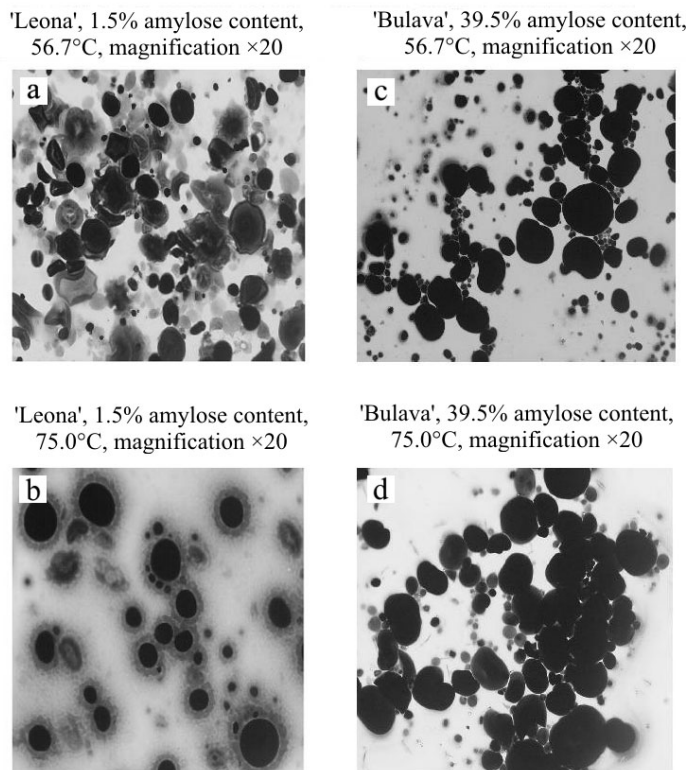 'Leona', 1.5% amylose content,
56.7°C, magnification ×20
'Bulava', 39.5% amylose content,
56.7°C, magnification ×20
a
c
'Leona', 1.5% amylose content,
75.0°C, magnification ×20
'Bulava', 39.5% amylose content,
75.0°C, magnification ×20
b
d